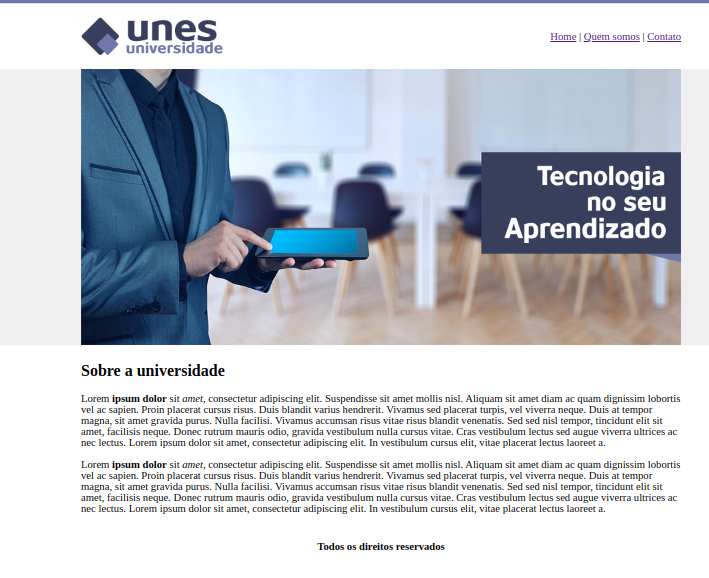 unes
universidade
Home | Quem somos | Contato
Tecnologia
no seu
Aprendizado
Sobre a universidade
Lorem ipsum dolor sit amet, consectetur adipiscing elit. Suspendisse sit amet mollis nisl. Aliquam sit amet diam ac quam dignissim lobortis
vel ac sapien. Proin placerat cursus risus. Duis blandit varius hendrerit. Vivamus sed placerat turpis, vel viverra neque. Duis at tempor
magna, sit amet gravida purus. Nulla facilisi. Vivamus accumsan risus vitae risus blandit venenatis. Sed sed nisl tempor, tincidunt elit sit
amet, facilisis neque. Donec rutrum mauris odio, gravida vestibulum nulla cursus vitae. Cras vestibulum lectus sed augue viverra ultrices ac
nec lectus. Lorem ipsum dolor sit amet, consectetur adipiscing elit. In vestibulum cursus elit, vitae placerat lectus laoreet a.
Lorem ipsum dolor sit amet, consectetur adipiscing elit. Suspendisse sit amet mollis nisl. Aliquam sit amet diam ac quam dignissim lobortis
vel ac sapien. Proin placerat cursus risus. Duis blandit varius hendrerit. Vivamus sed placerat turpis, vel viverra neque. Duis at tempor
magna, sit amet gravida purus. Nulla facilisi. Vivamus accumsan risus vitae risus blandit venenatis. Sed sed nisl tempor, tincidunt elit sit
amet, facilisis neque. Donec rutrum mauris odio, gravida vestibulum nulla cursus vitae. Cras vestibulum lectus sed augue viverra ultrices ac
nec lectus. Lorem ipsum dolor sit amet, consectetur adipiscing elit. In vestibulum cursus elit, vitae placerat lectus laoreet a.
Todos os direitos reservados